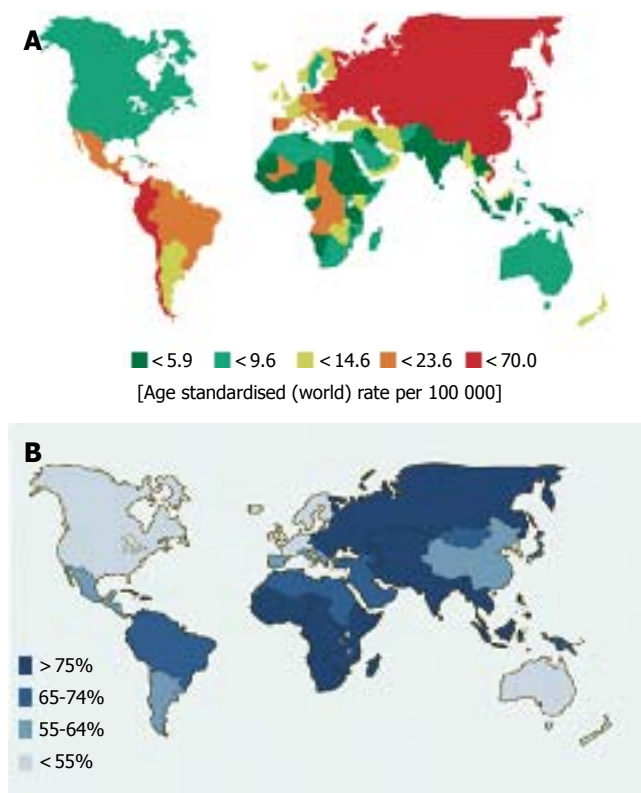 A
< 5.9 < 9.6 < 14.6 < 23.6 < 70.0
[Age standardised (world) rate per 100 000]
B
> 75%
65-74%
55-64%
< 55%